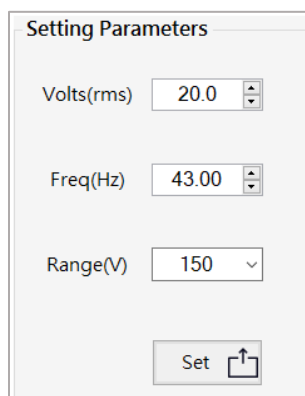 Setting Parameters
Volts(rms) 20.0
Freq(Hz) 43.00
Range(V) 150
Set